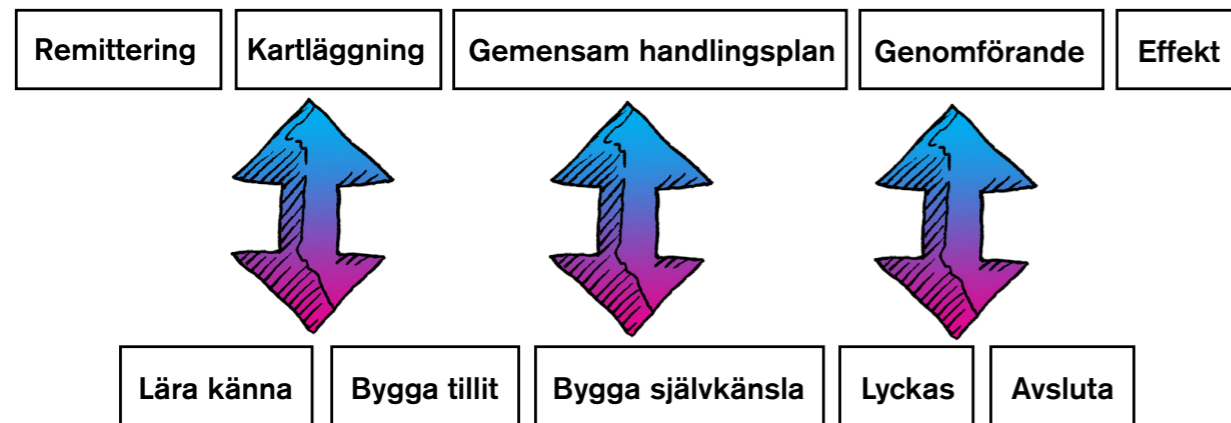 Remittering
Kartläggning
Gemensam handlingsplan
Genomförande
Effekt
Lära känna
Bygga tillit
Bygga självkänsla
Lyckas
Avsluta